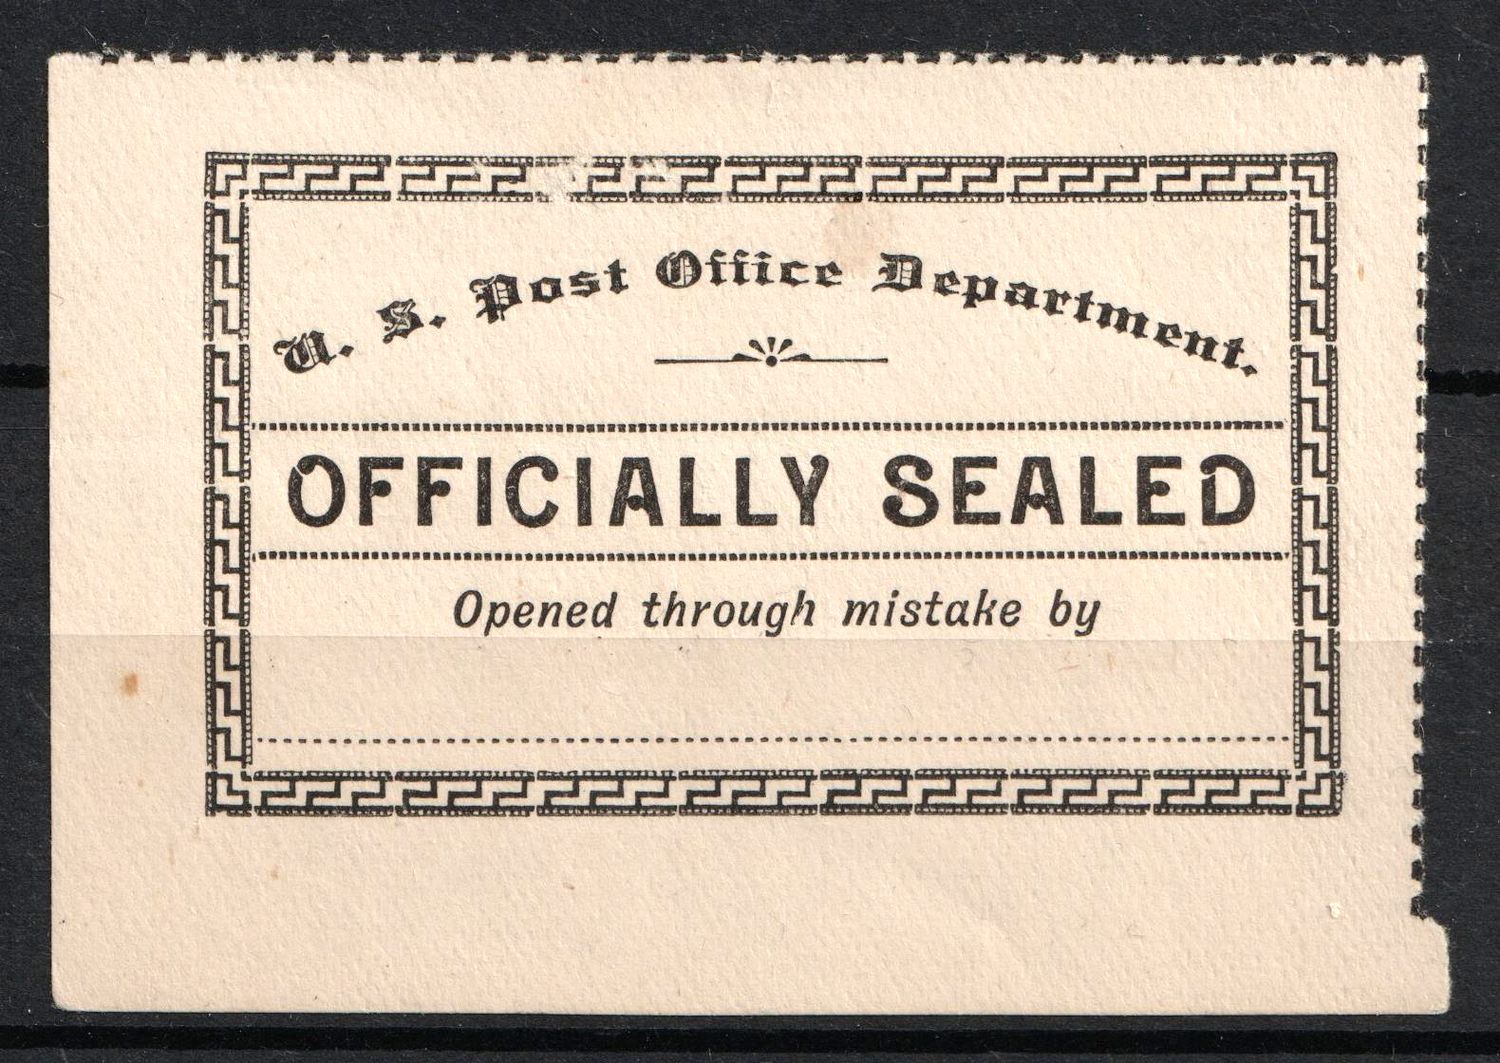 U. S. Post Office Department.
OFFICIALLY SEALED
Opened through mistake by